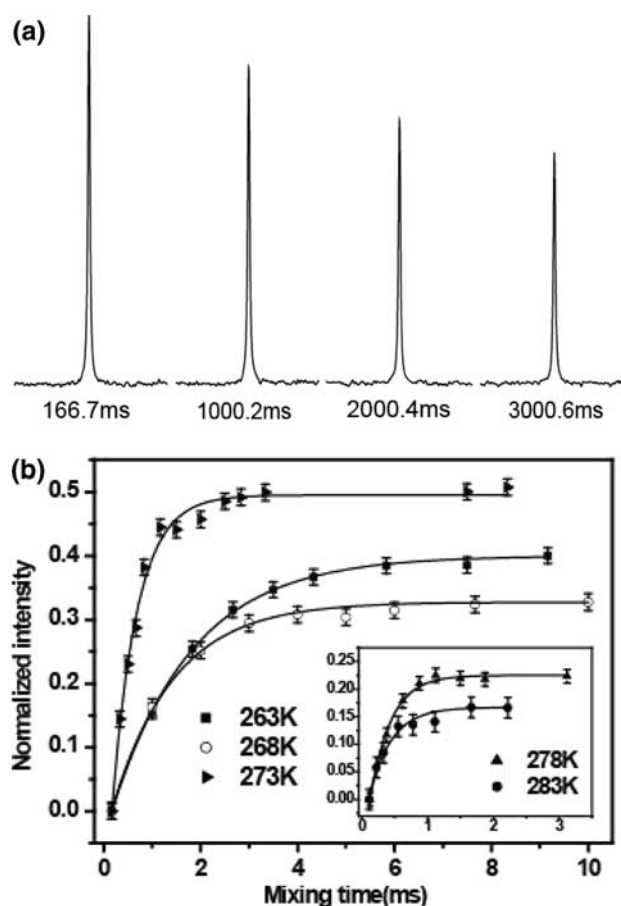 (a)
166.7ms 1000.2ms 2000.4ms 3000.6ms
(b)
Normalized intensity
0.5
0.4
0.3
0.2
0.1
0.0
263K
268K
273K
0.25
0.20
0.15
0.10
0.05
0.00
278K
283K
0 1 2 3
0 2 4 6 8 10
Mixing time(ms)